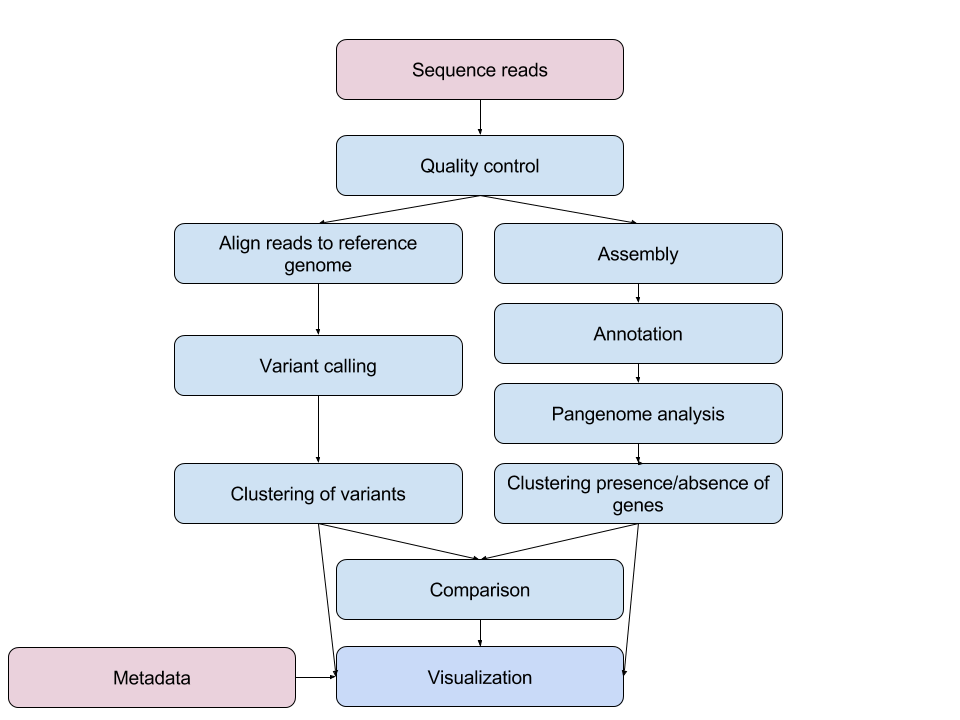 Sequence reads
Quality control
Align reads to reference
genome
Assembly
Annotation
Variant calling
Pangenome analysis
Clustering of variants
Clustering presence/absence of
genes
Comparison
Metadata
Visualization